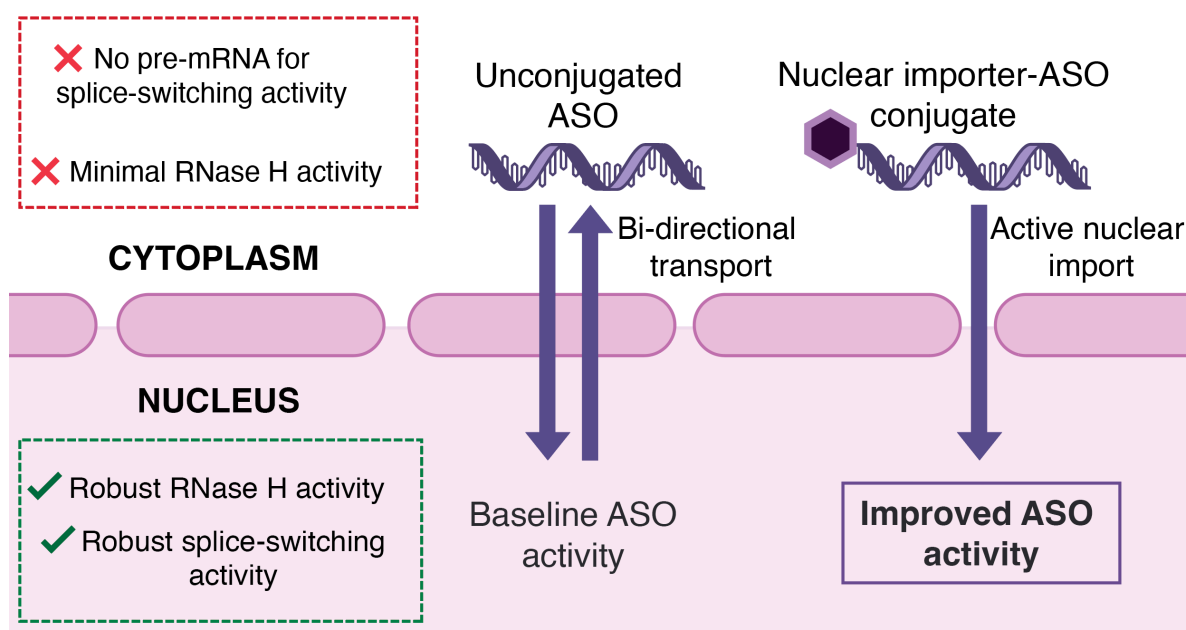 No pre-mRNA for
splice-switching activity
Minimal RNase H activity
Unconjugated
ASO
Nuclear importer-ASO
conjugate
CYTOPLASM
Bi-directional
transport
Active nuclear
import
NUCLEUS
Robust RNase H activity
Robust splice-switching
activity
Baseline ASO
activity
Improved ASO
activity